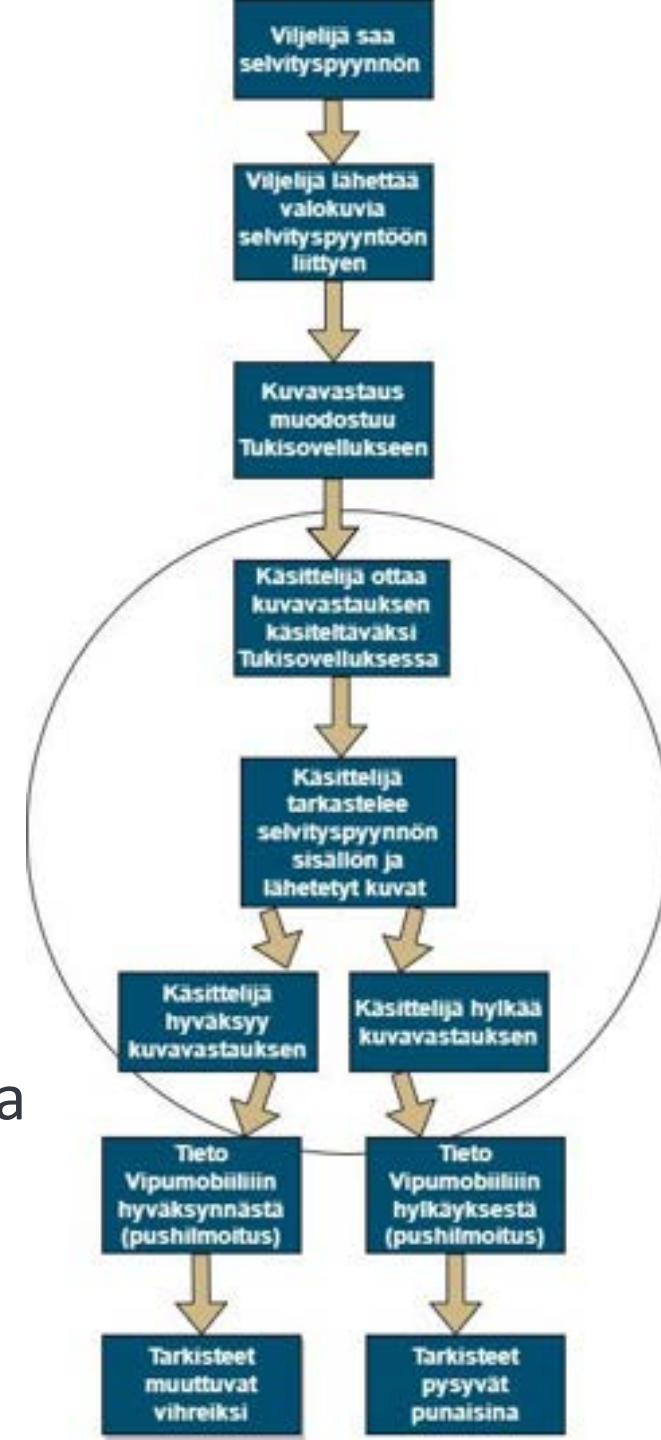 Viljelijä saa
selvityspyynnön
Viljelijä lähettää
valokuvia
selvityspyyntöön
liittyen
Kuvavastaus
muodostuu
Tukisovellukseen
Käsittelijä ottaa
kuvavastauksen
käsiteltäväksi
Tukisovelluksessa
Käsittelijä
tarkastelee
selvityspyynnön
sisällön ja
lähetetyt kuvat
Käsittelijä
hyväksyy
kuvavastauksen
Käsittelijä hylkää
kuvavastauksen
a
Tieto
Vipumobiiliin
hyväksynnästä
(pushilmoitus)
Tieto
Vipumobiiliin
hylkäyksestä
(pushilmoitus)
Tarkisteet
muuttuvat
vihreiksi
Tarkisteet
pysyvät
punaisina